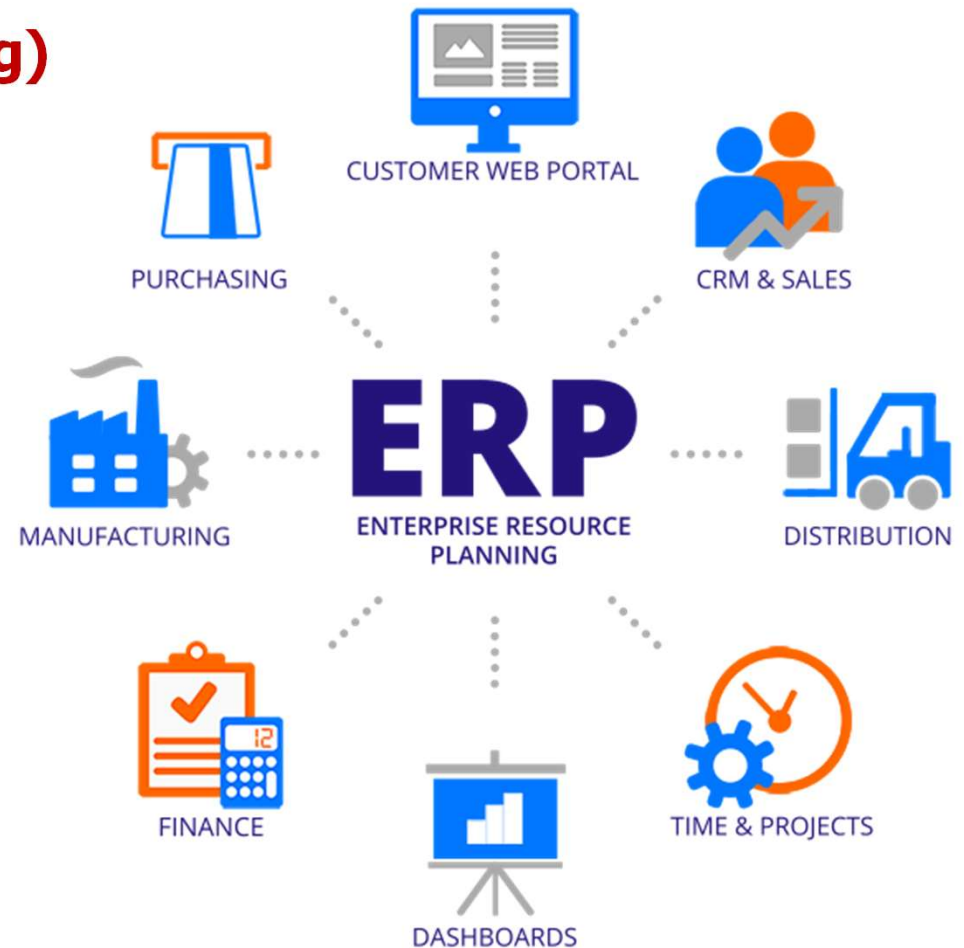 g)
CUSTOMER WEB PORTAL
PURCHASING
CRM & SALES
ERP
ENTERPRISE RESOURCE
PLANNING
MANUFACTURING
DISTRIBUTION
12
FINANCE
TIME & PROJECTS
DASHBOARDS